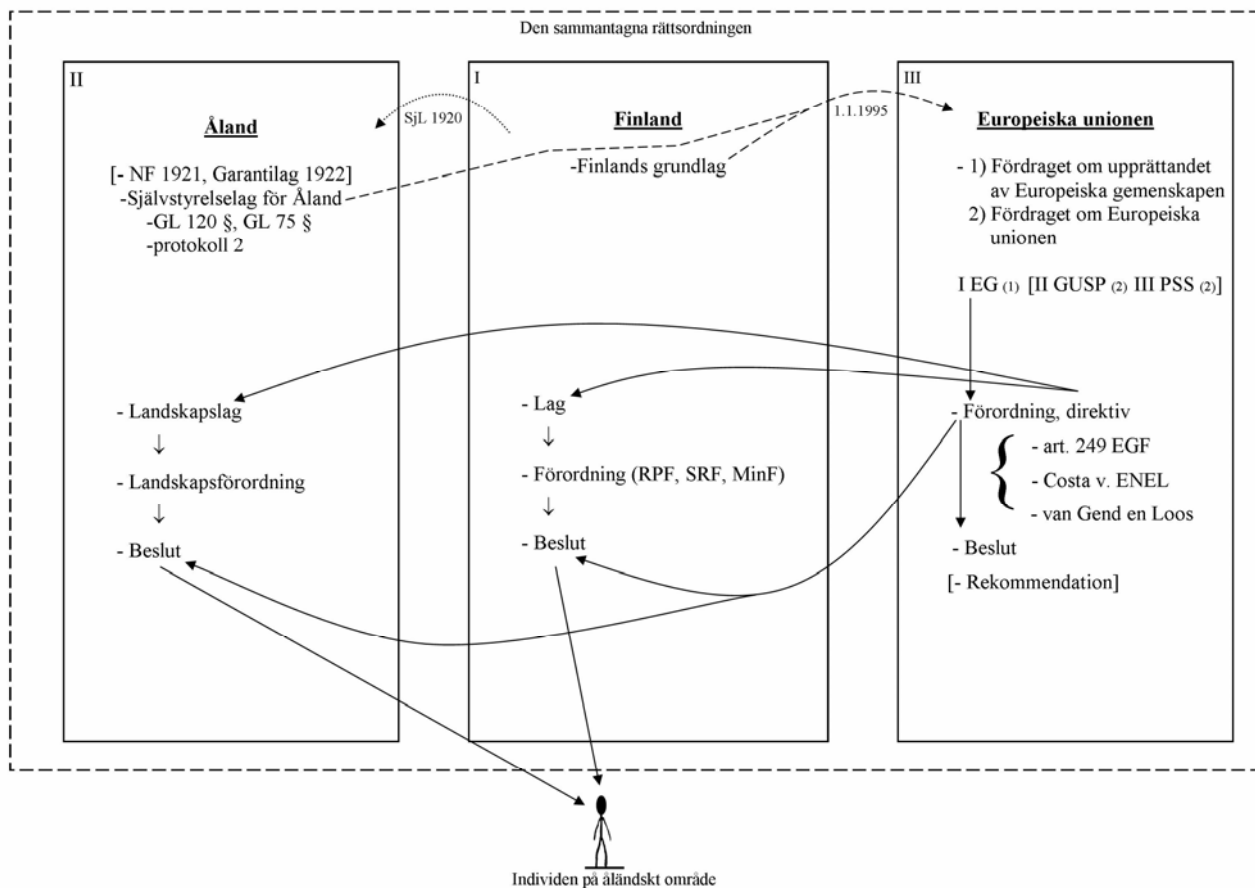 Den sammantagna rättsordningen
II
Åland
[- NF 1921, Garantilag 1922]
-Självstyrelselag för Åland
-GL 120 §, GL 75 §
-protokoll 2
- Landskapslag
- Landskapsförordning
- Beslut
SjL 1920
I
Finland
-Finlands grundlag
- Lag
- Förordning (RPF, SRF, MinF)
- Beslut
1.1.1995
III
Europeiska unionen
- 1) Fördraget om upprättandet
av Europeiska gemenskapen
2) Fördraget om Europeiska
unionen
I EG (1) [II GUSP (2) III PSS (2)]
- Förordning, direktiv
- art. 249 EGF
- Costa v. ENEL
- van Gend en Loos
- Beslut
[- Rekommendation]
Individen på åländskt område